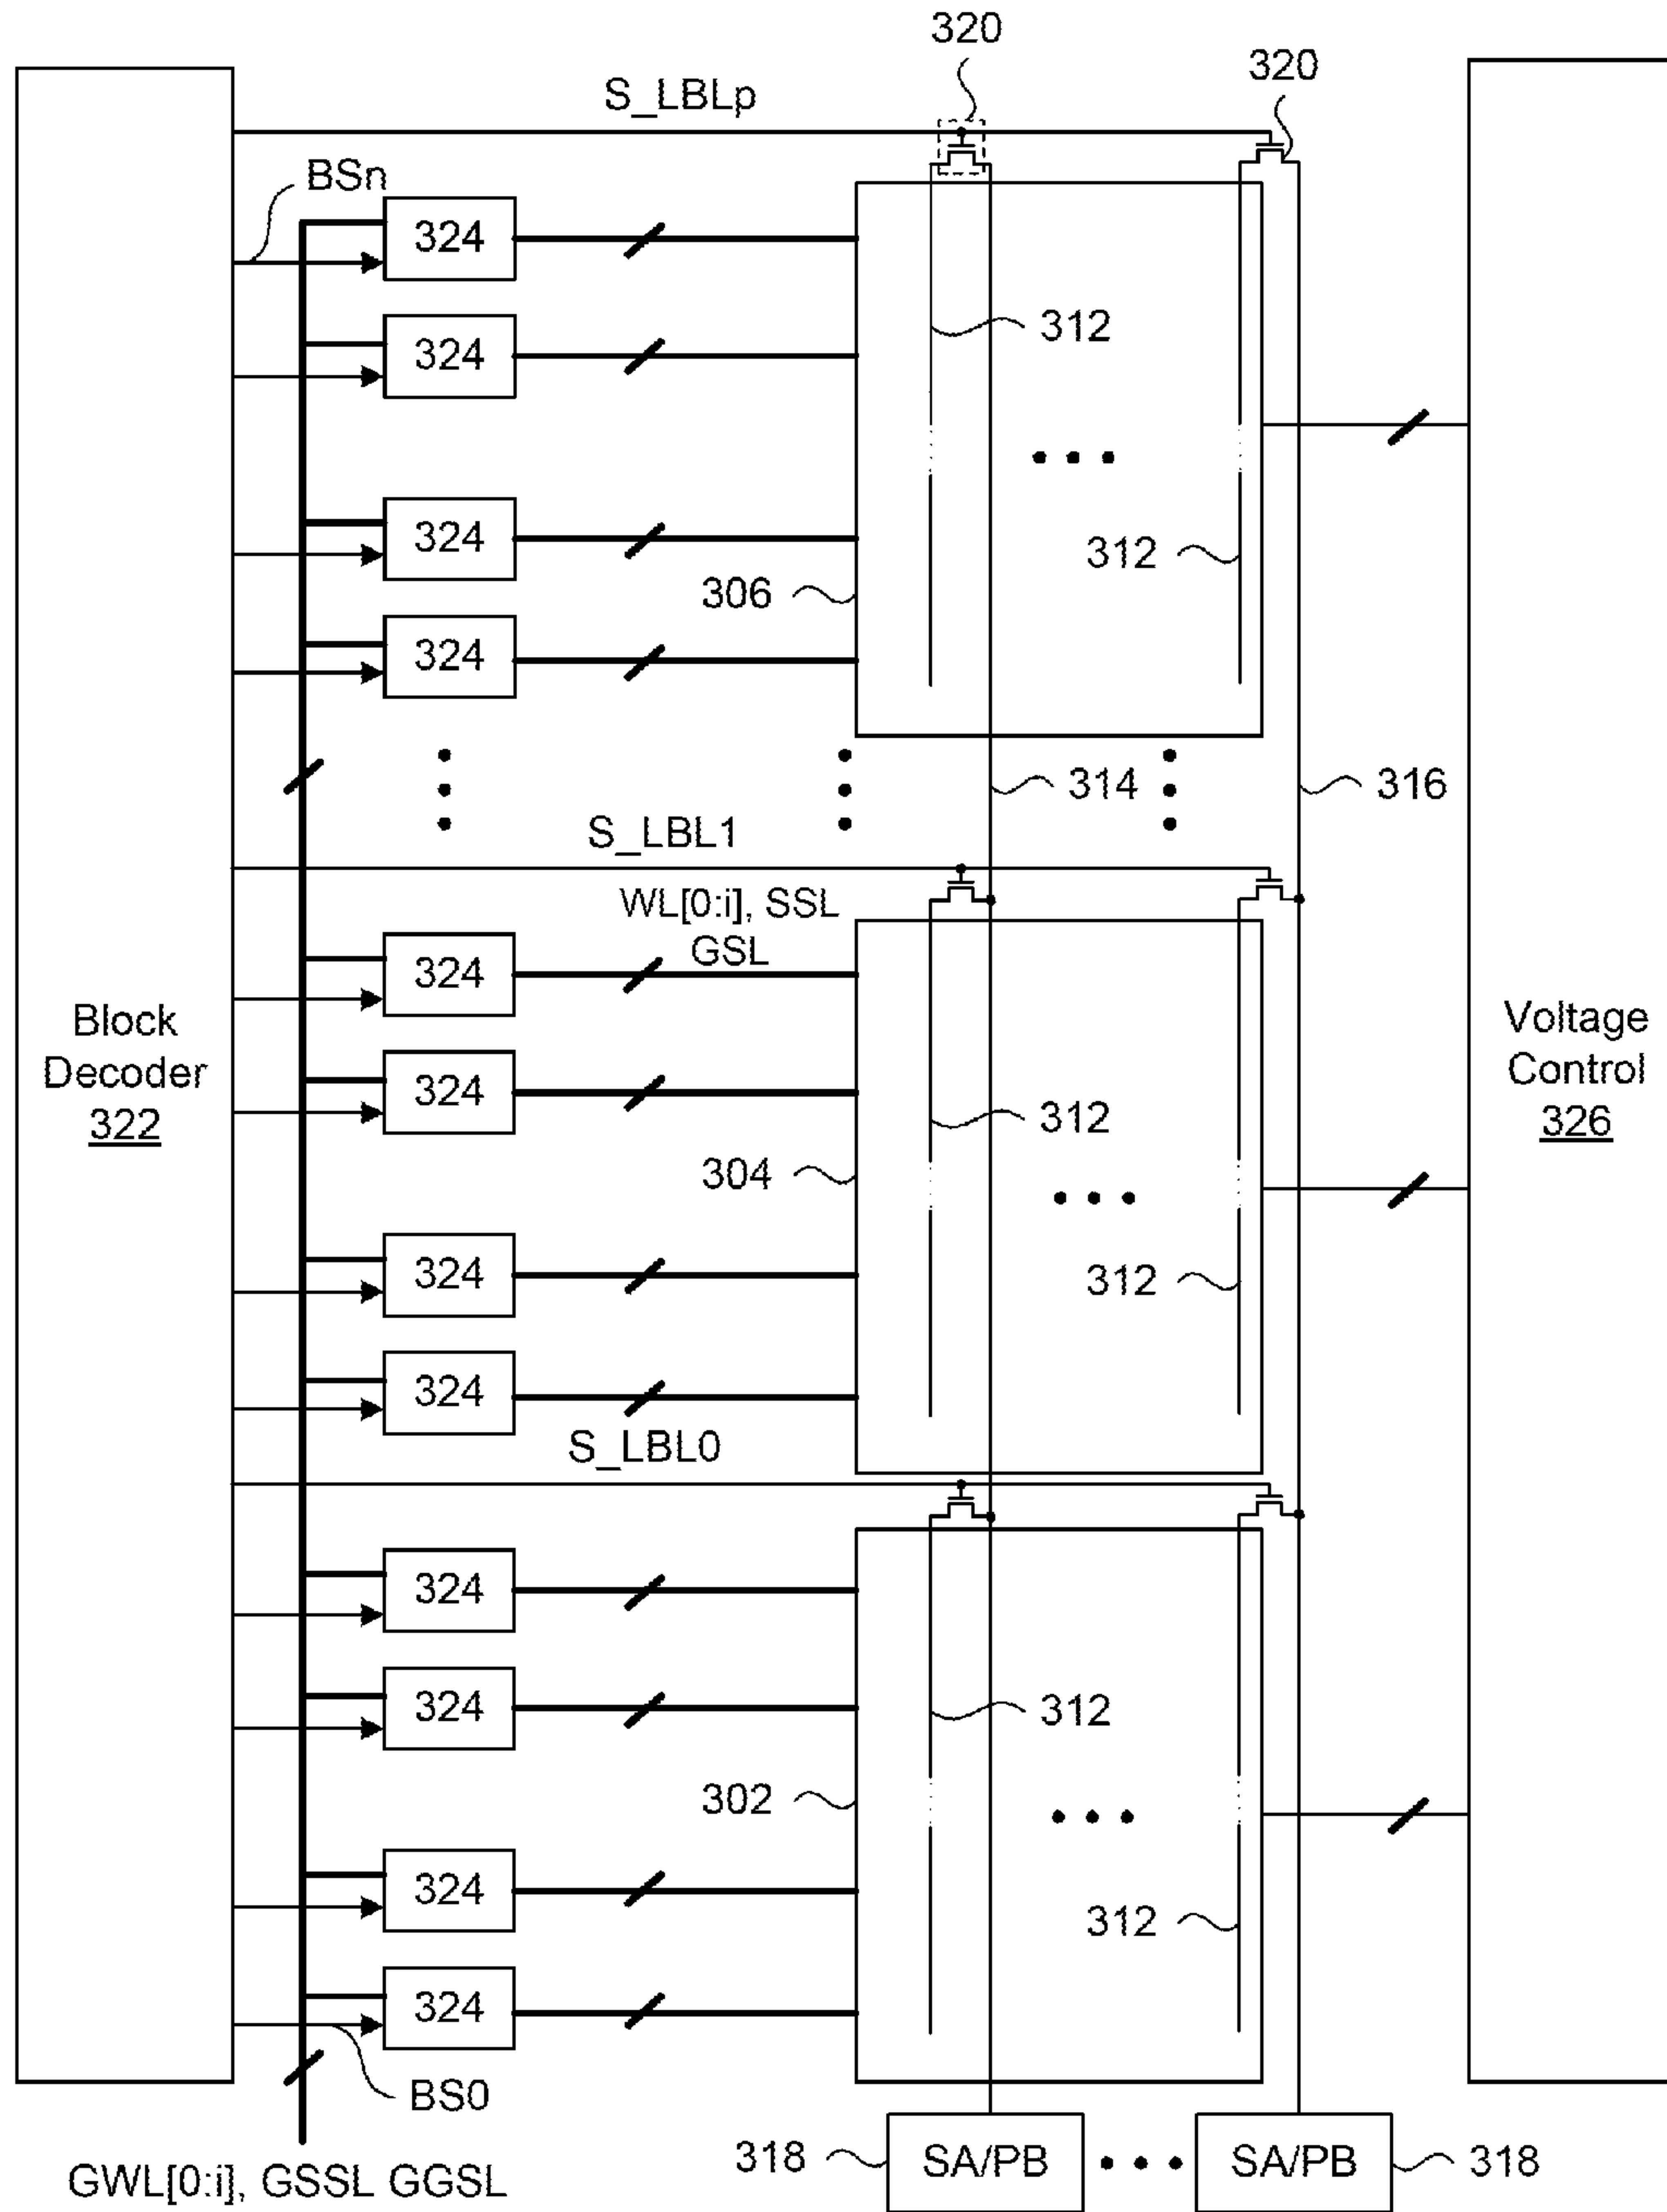 320
320
S_LBLp
BSn
324
312
324
324
312
306
324
314
316
S_LBL1
WL[0:i], SSL
GSL
324
Block
Decoder
322
Voltage
Control
326
324
312
304
324
312
324
S_LBL0
324
324
312
302
324
312
324
BS0
318
SA/PB
SA/PB
318
GWL[0:i], GSSL GGSL